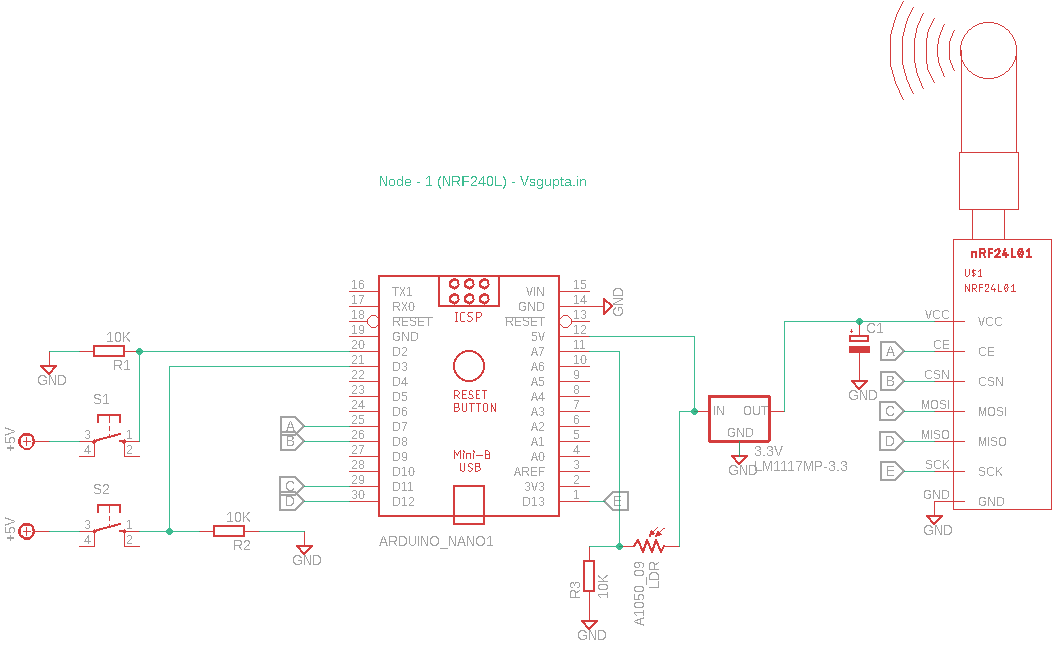 Node - 1 (NRF240L) - Vsgupta.in
nRF24L01
U$1
NRF24L01
VCC VCC
CE CE
CSN CSN
MOSI MOSI
MISO MISO
SCK SCK
GND GND
GND
A
B
C
D
E
C1
+
GND
IN OUT
GND
GND
3.3V
LM1117MP-3.3
16 TX1 VIN 15
17 RX0 GND 14
18 RESET RESET 13
19 GND 5V 12
20 D2 A7 11
21 D3 A6 10
22 D4 A5 9
23 D5 A4 8
24 D6 A3 7
25 D7 A2 6
26 D8 A1 5
27 D9 A0 4
28 D10 AREF 3
29 D11 3V3 2
30 D12 D13 1
ICSP
RESET
BUTTON
Mini-B
USB
ARDUINO_NANO1
GND
A
B
C
D
E
10K
R1
GND
S1
+5V
3 1
4 2
S2
+5V
3 1
4 2
10K
R2
GND
R3
10K
GND
A1050_09
LDR